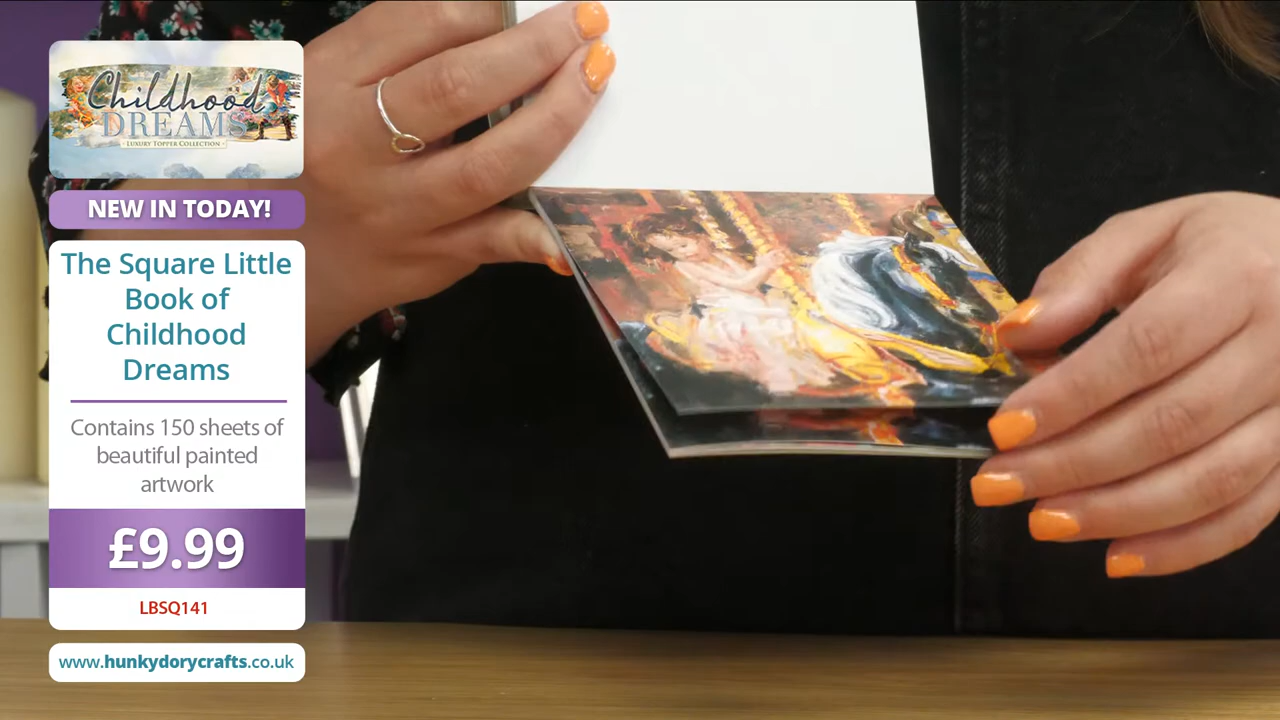 Childhood
DREAMS
LUXURY TOPPER COLLECTION
NEW IN TODAY!
The Square Little
Book of
Childhood
Dreams
Contains 150 sheets of
beautiful painted
artwork
£9.99
LBSQ141
www.hunkydorycrafts.co.uk